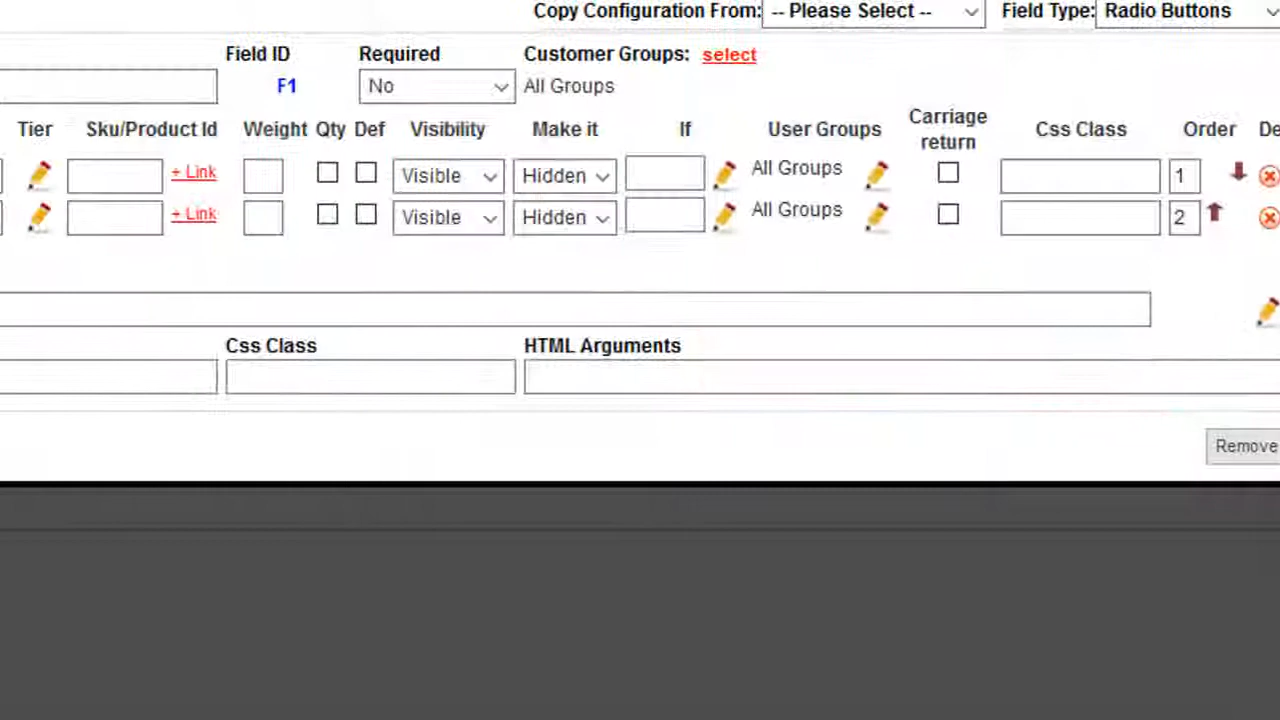 Copy Configuration From: -- Please Select -- Field Type: Radio Buttons
Field ID Required Customer Groups: select
F1 No All Groups
Tier Sku/Product Id Weight Qty Def Visibility Make it If User Groups Carriage return Css Class Order De
+ Link Visible Hidden All Groups 1
+ Link Visible Hidden All Groups 2
Css Class HTML Arguments
Remove